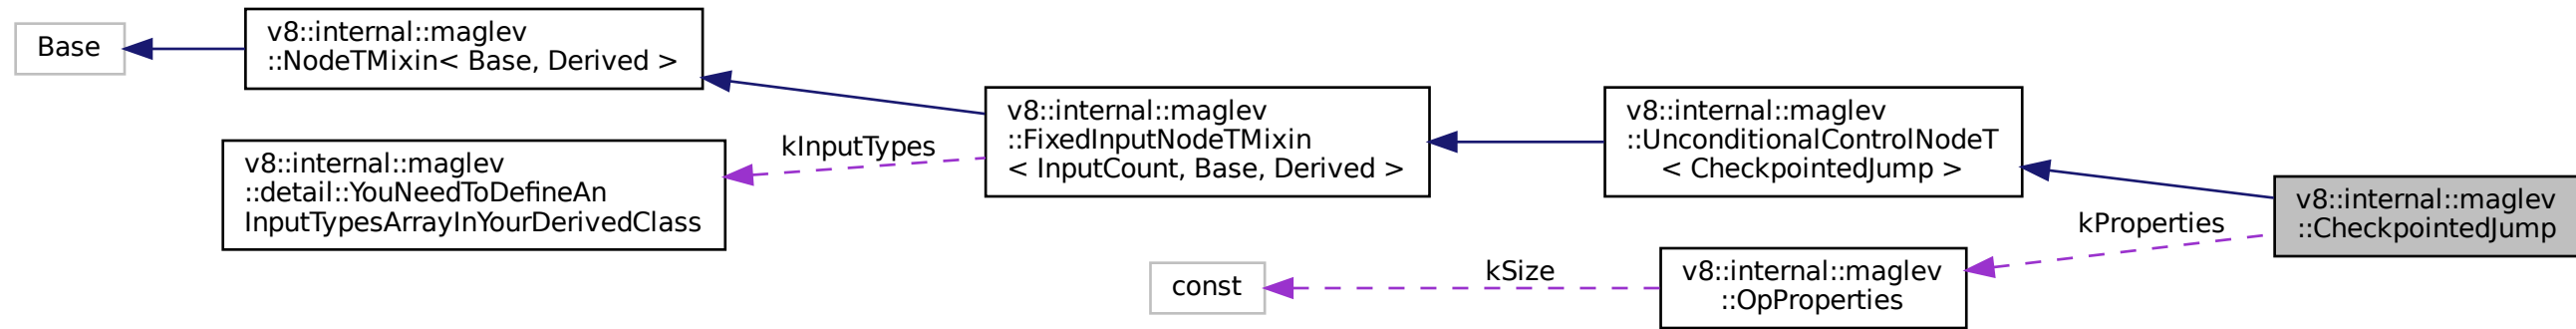 Base
v8::internal::maglev
::NodeTMixin< Base, Derived >
v8::internal::maglev
::detail::YouNeedToDefineAn
InputTypesArrayInYourDerivedClass
kInputTypes
v8::internal::maglev
::FixedInputNodeTMixin
< InputCount, Base, Derived >
v8::internal::maglev
::UnconditionalControlNodeT
< CheckpointedJump >
const
kSize
v8::internal::maglev
::OpProperties
kProperties
v8::internal::maglev
::CheckpointedJump